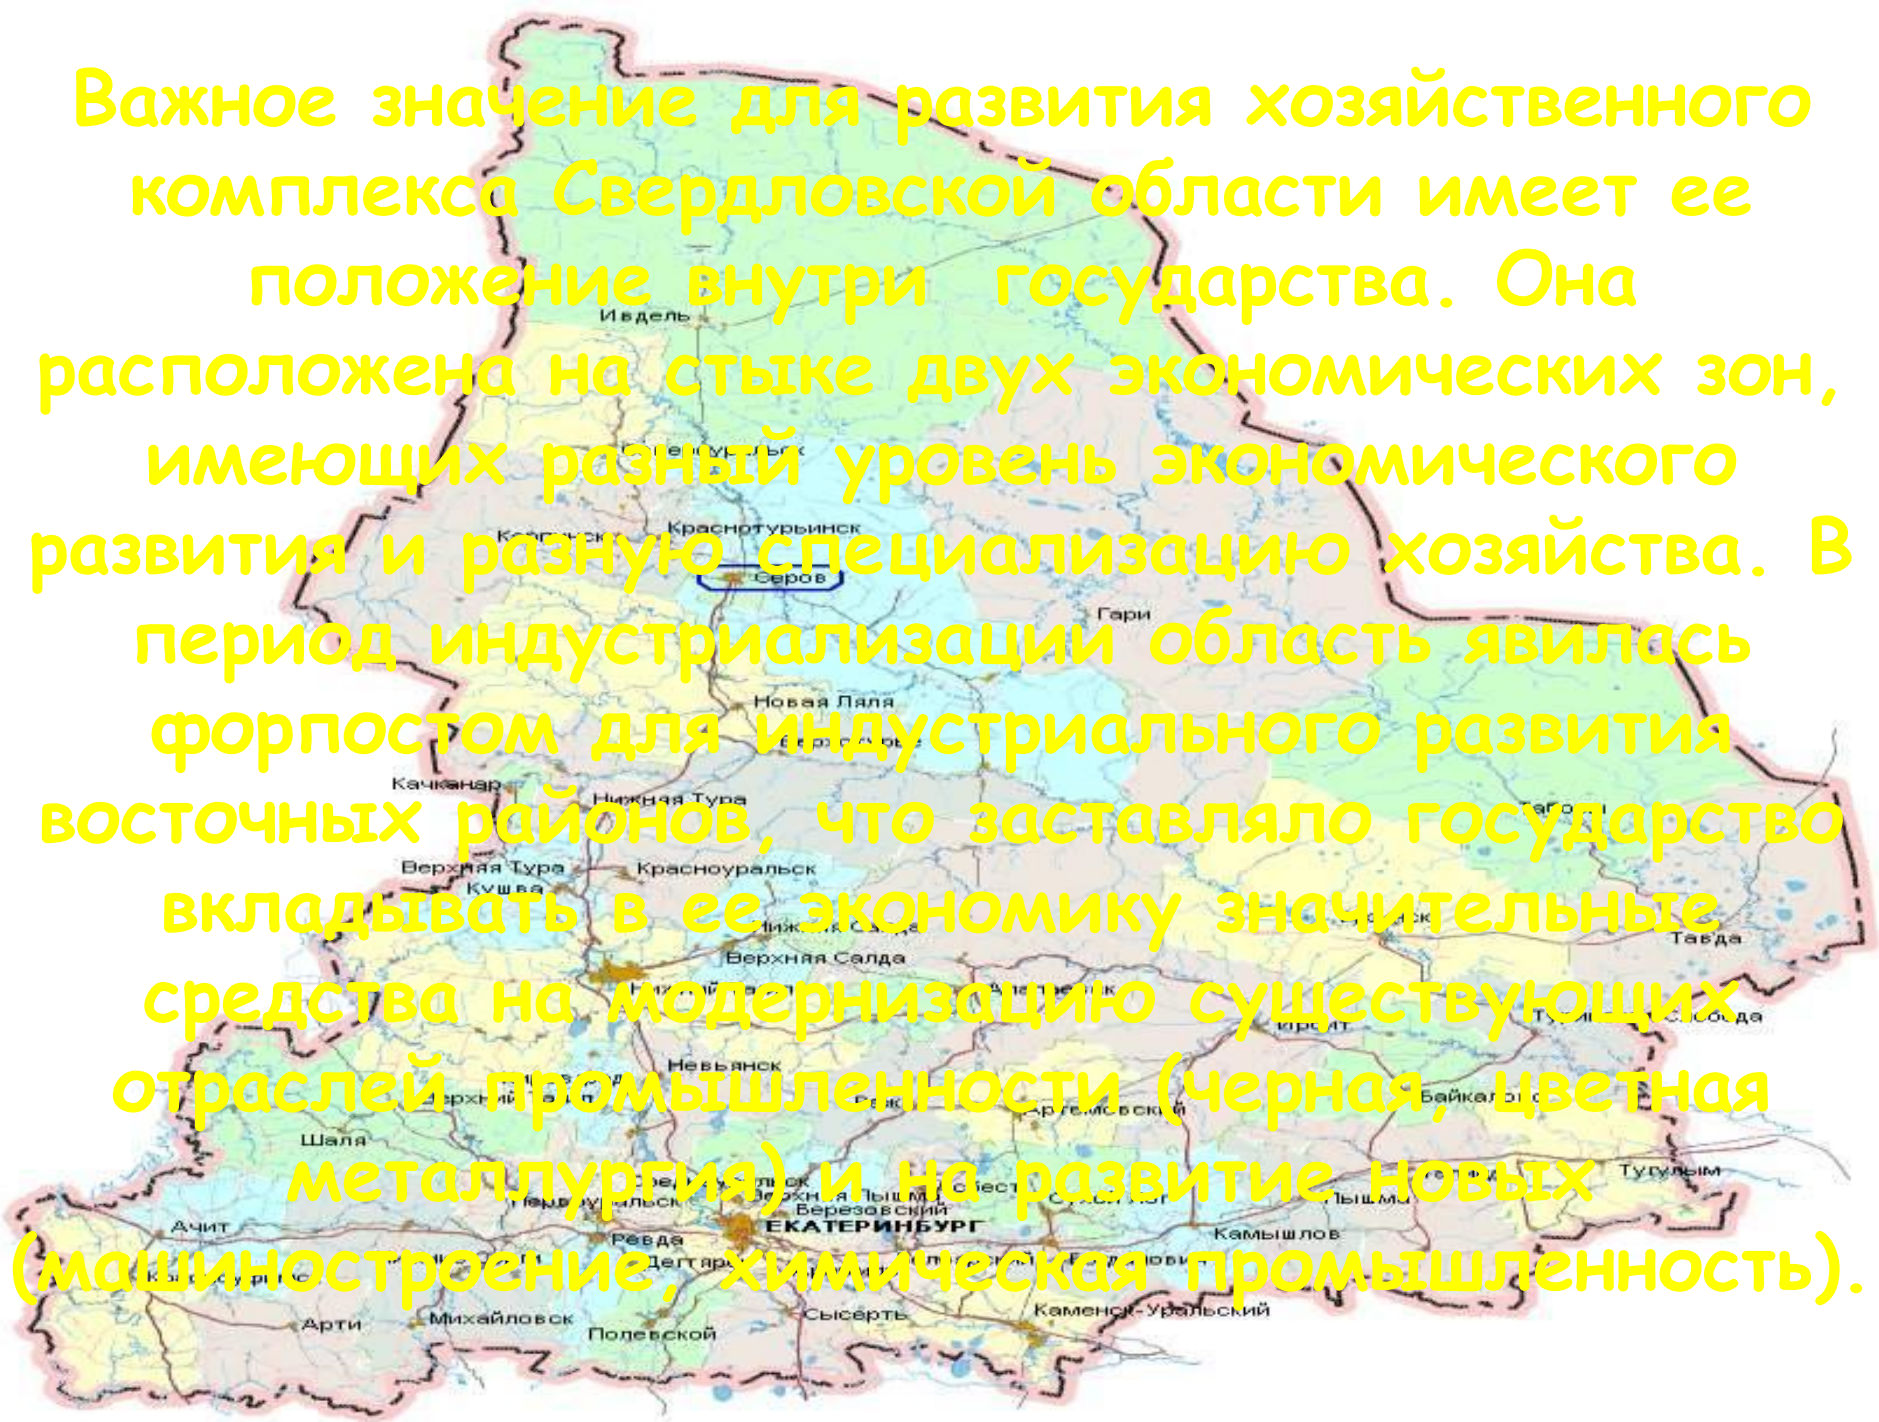 Важное значение для развития хозяйственного
комплекса Свердловской области имеет ее
положение внутри государства. Она
расположена на стыке двух экономических зон,
имеющих разный уровень экономического
развития и разную специализацию хозяйства. В
период индустриализации область явилась
форпостом для индустриального развития
восточных районов, что заставляло государство
вкладывать в ее экономику значительные
средства на модернизацию существующих
отраслей промышленности (черная, цветная
металлургия) и на развитие новых
(машиностроение, химическая промышленность).
Ивдель
Краснотурьинск
Серов
Гари
Новая Ляля
Качканар
Нижняя Тура
Верхняя Тура
Красноуральск
Кушва
Тавда
Верхняя Салда
Ирбит
Невьянск
Артемовский
Шаля
Тугулым
Березовский
Ачит
ЕКАТЕРИНБУРГ
Ревда
Камышлов
Арти
Михайловск
Полевской
Сысерть
Каменск-Уральский